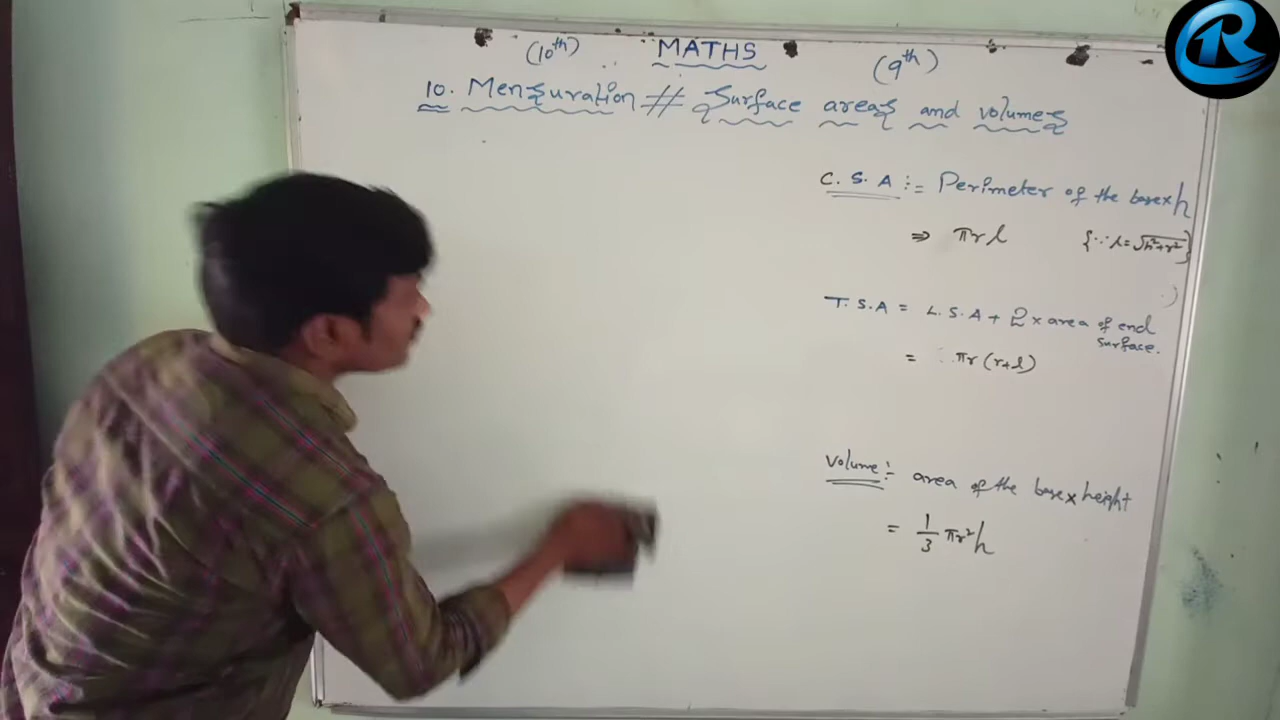 (10th) MATHS (9th)
10. Mensuration // Surface areas and volumes
C.S.A :- Perimeter of the base×h
⇒ πrl {∵ l=√h²+r²}
T.S.A = L.S.A + 2 × area of end
surface.
= πr(r+l)
Volume :- area of the base×height
= 1/3 πr²h
R